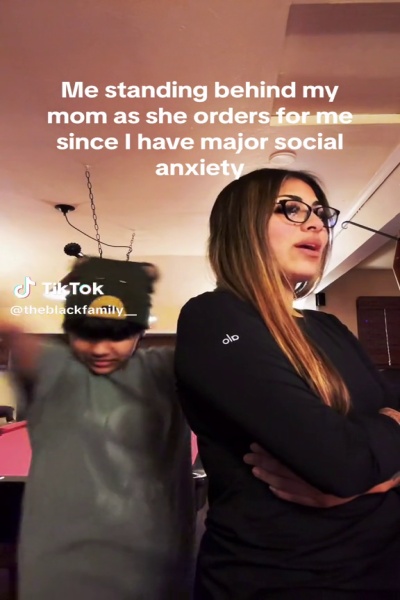 Me standing behind my
mom as she orders for me
since I have major social
anxiety
TikTok
@theblackfamily__
alo